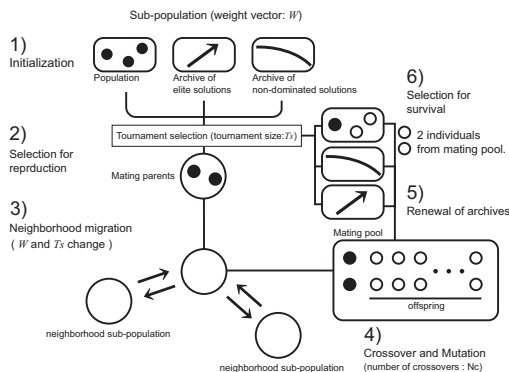 Sub-population (weight vector: W)
1)
Initialization
Population
Archive of
elite solutions
Archive of
non-dominated solutions
2)
Selection for
reprduction
Tournament selection (tournament size:Ts)
Mating parents
3)
Neighborhood migration
( W and Ts change )
neighborhood sub-population
neighborhood sub-population
6)
Selection for
survival
2 individuals
from mating pool.
5)
Renewal of archives
Mating pool
offspring
4)
Crossover and Mutation
(number of crossovers : Nc)